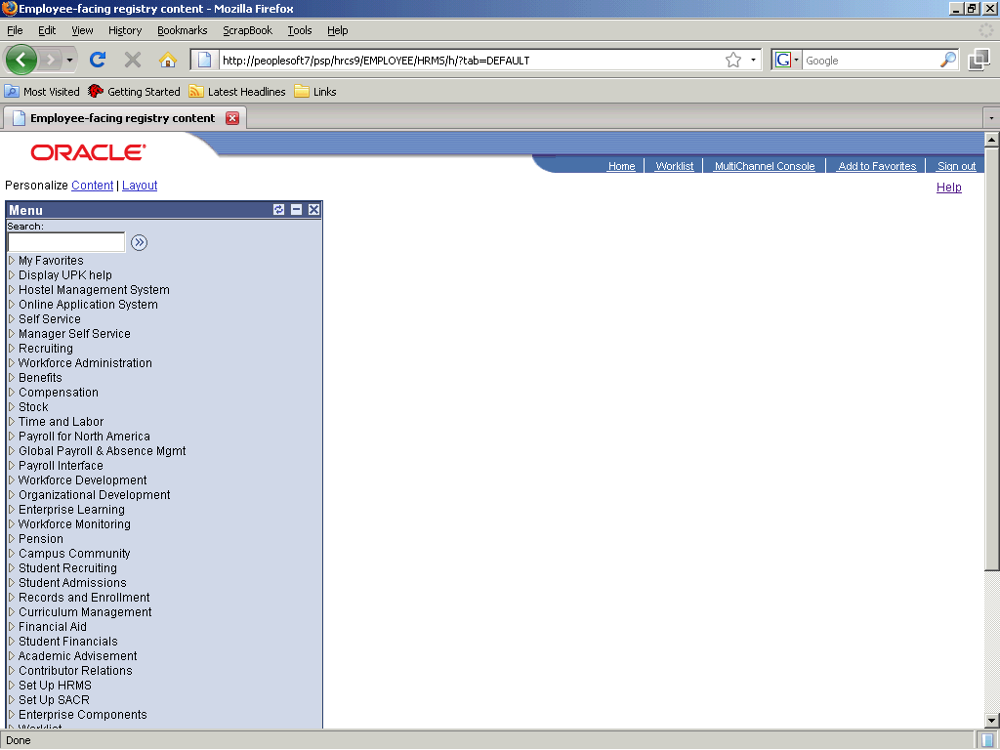 Employee-facing registry content - Mozilla Firefox
File Edit View History Bookmarks ScrapBook Tools Help
http://peoplesoft7/psp/hrcs9/EMPLOYEE/HRMS/h/?tab=DEFAULT
G Google
Most Visited Getting Started Latest Headlines Links
Employee-facing registry content
ORACLE®
Home Worklist MultiChannel Console Add to Favorites Sign out
Personalize Content | Layout
Help
Menu
Search:
My Favorites
Display UPK help
Hostel Management System
Online Application System
Self Service
Manager Self Service
Recruiting
Workforce Administration
Benefits
Compensation
Stock
Time and Labor
Payroll for North America
Global Payroll & Absence Mgmt
Payroll Interface
Workforce Development
Organizational Development
Enterprise Learning
Workforce Monitoring
Pension
Campus Community
Student Recruiting
Student Admissions
Records and Enrollment
Curriculum Management
Financial Aid
Student Financials
Academic Advisement
Contributor Relations
Set Up HRMS
Set Up SACR
Enterprise Components
Worklist
Done